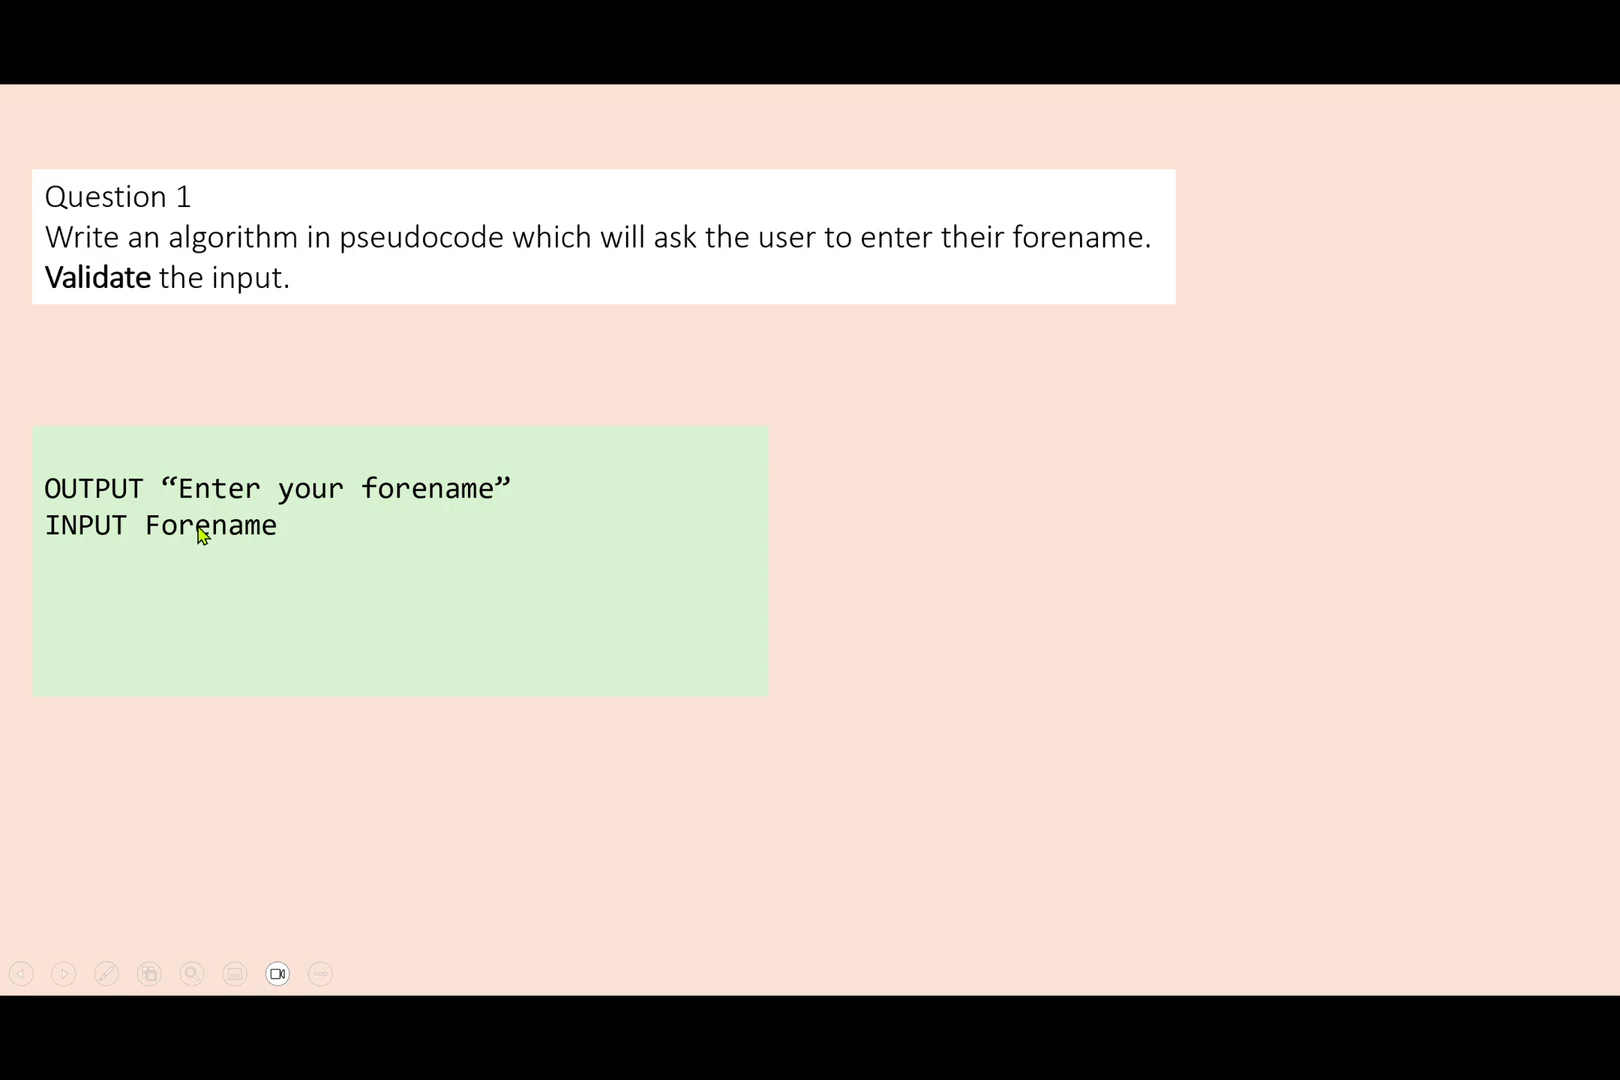 Question 1
Write an algorithm in pseudocode which will ask the user to enter their forename.
Validate the input.
OUTPUT “Enter your forename”
INPUT Forename